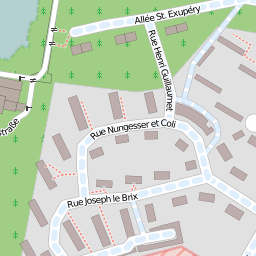 Allée St. Exupéry
Rue Henri Guillaumet
Rue Nungesser et Coli
Rue Joseph le Brix
straße